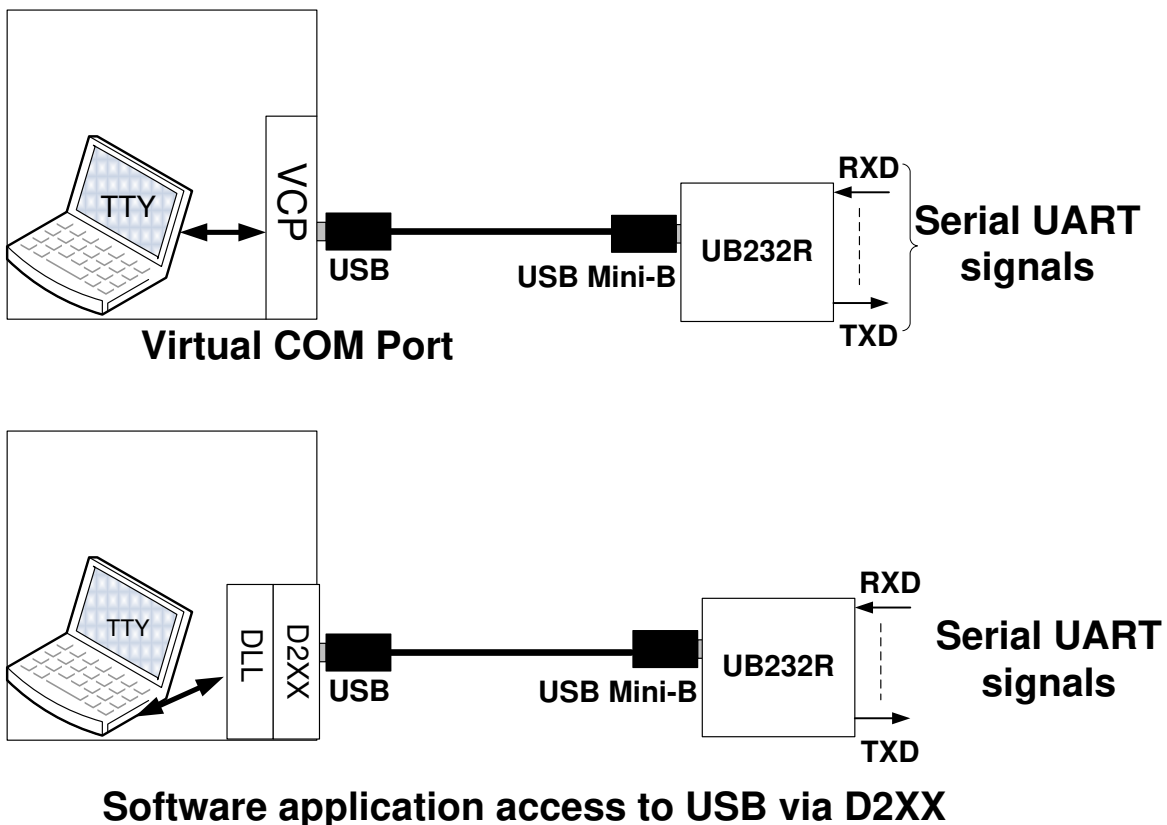 TTY
VCP
USB
USB Mini-B
UB232R
RXD
TXD
Serial UART
signals
Virtual COM Port
TTY
DLL
D2XX
USB
USB Mini-B
UB232R
RXD
TXD
Serial UART
signals
Software application access to USB via D2XX